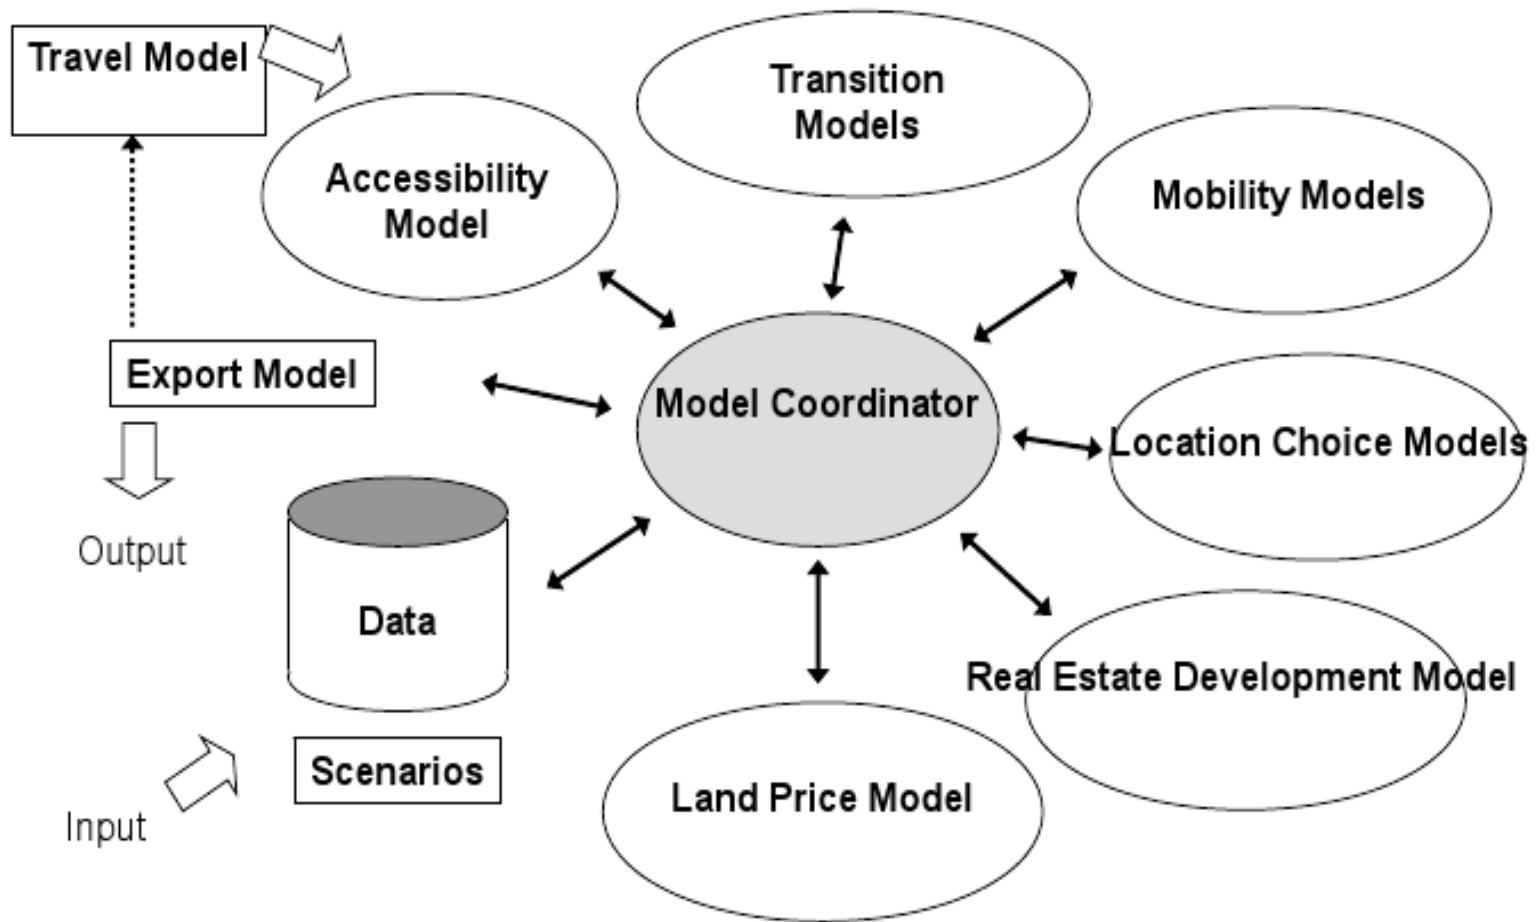 Travel Model
Transition
Models
Accessibility
Model
Mobility Models
Export Model
Model Coordinator
Location Choice Models
Output
Data
Real Estate Development Model
Scenarios
Land Price Model
Input